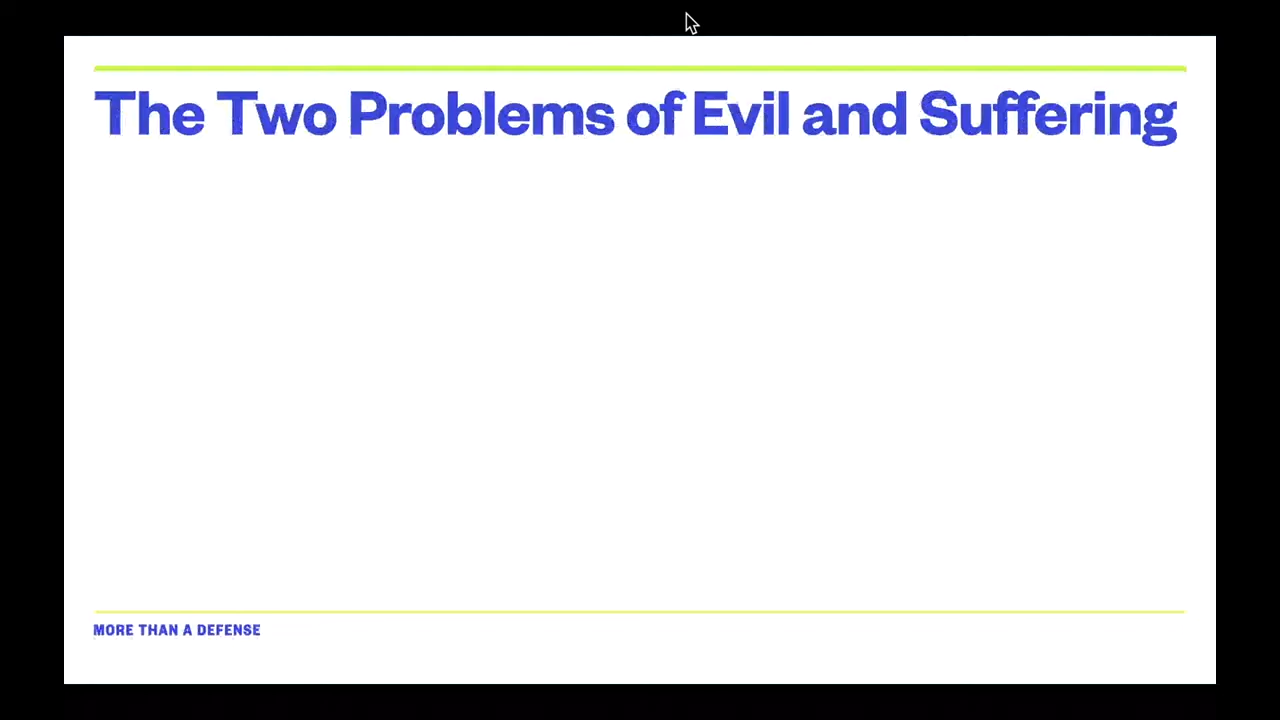 The Two Problems of Evil and Suffering
MORE THAN A DEFENSE